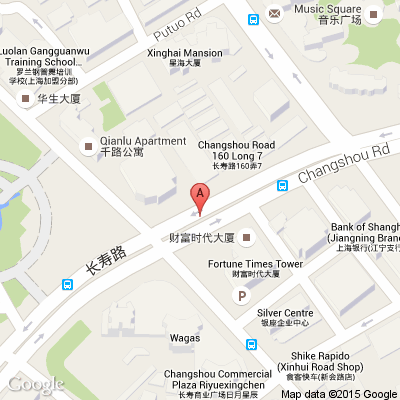 Putuo Rd
Music Square
音乐广场
Luolan Gangguanwu
Training School...
罗兰钢管舞培训
学校(上海加盟分部)
Xinghai Mansion
星海大厦
华生大厦
Qianlu Apartment
千路公寓
Changshou Road
160 Long 7
长寿路160弄7
Changshou Rd
A
长寿路
财富时代大厦
Fortune Times Tower
财富时代大厦
Bank of Shangh
(Jiangning Branc
上海银行(江宁支行
P
Silver Centre
银座企业中心
Wagas
Shike Rapido
(Xinhui Road Shop)
食客快车(新会路店)
Changshou Commercial
Plaza Riyuexingchen
长寿商业广场日月星辰
Google
Map data ©2015 Google